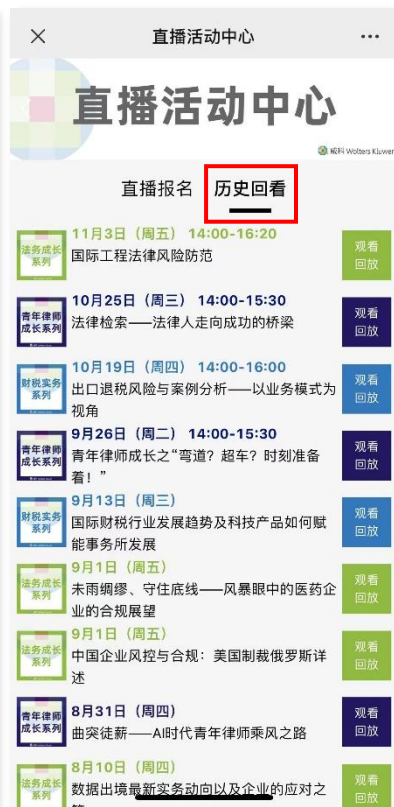 直播活动中心
直播活动中心
威科 Wolters Kluwer
直播报名 历史回看
11月3日（周五） 14:00-16:20
法务成长
系列
国际工程法律风险防范
观看
回放
10月25日（周三） 14:00-15:30
青年律师
成长系列
法律检索——法律人走向成功的桥梁
观看
回放
10月19日（周四） 14:00-16:00
财税实务
系列
出口退税风险与案例分析——以业务模式为
视角
观看
回放
9月26日（周二） 14:00-15:30
青年律师
成长系列
青年律师成长之“弯道？超车？时刻准备
着！”
观看
回放
9月13日（周三）
财税实务
系列
国际财税行业发展趋势及科技产品如何赋
能事务所发展
观看
回放
9月1日（周五）
法务成长
系列
未雨绸缪、守住底线——风暴眼中的医药企
业的合规展望
观看
回放
9月1日（周五）
法务成长
系列
中国企业风控与合规：美国制裁俄罗斯详
述
观看
回放
8月31日（周四）
青年律师
成长系列
曲突徒薪——AI时代青年律师乘风之路
观看
回放
8月10日（周四）
法务成长
系列
数据出境最新实务动向以及企业的应对之
观看
回放